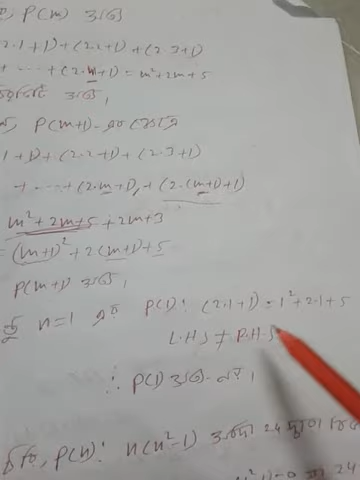 P(m) সত্য
2.1+1)+(2.2+1)+(2.3+1)
+ ... +(2.m+1) = m²+2m+5
সত্য,
P(m+1)-এর ক্ষেত্রে
1+1)+(2.2+1)+(2.3+1)
+ ... +(2.m+1)+(2.(m+1)+1)
m²+2m+5+2m+3
=(m+1)²+2(m+1)+5
P(m+1) সত্য,
n=1 এর P(1): (2.1+1)=1²+2.1+5
L.H.S ≠ R.H.S
∴ P(1) সত্য নয়।
P(n): n(n²-1) 24 দ্বারা